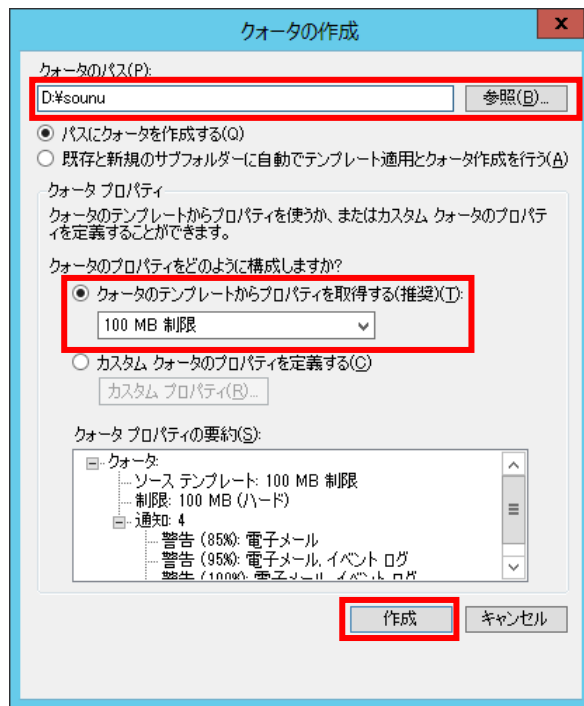 クォータの作成
x
クォータのパス(P):
D:¥sounu
参照(B)...
パスにクォータを作成する(Q)
既存と新規のサブフォルダーに自動でテンプレート適用とクォータ作成を行う(A)
クォータ プロパティ
クォータのテンプレートからプロパティを使うか、またはカスタム クォータのプロパテ
ィを定義することができます。
クォータのプロパティをどのように構成しますか?
クォータのテンプレートからプロパティを取得する(推奨)(T):
100 MB 制限
カスタム クォータのプロパティを定義する(C)
カスタム プロパティ(R)...
クォータ プロパティの要約(S):
クォータ:
ソース テンプレート: 100 MB 制限
制限: 100 MB (ハード)
通知: 4
警告 (85%): 電子メール
警告 (95%): 電子メール, イベント ログ
警告 (100%): 電子メール, イベント ログ
作成
キャンセル